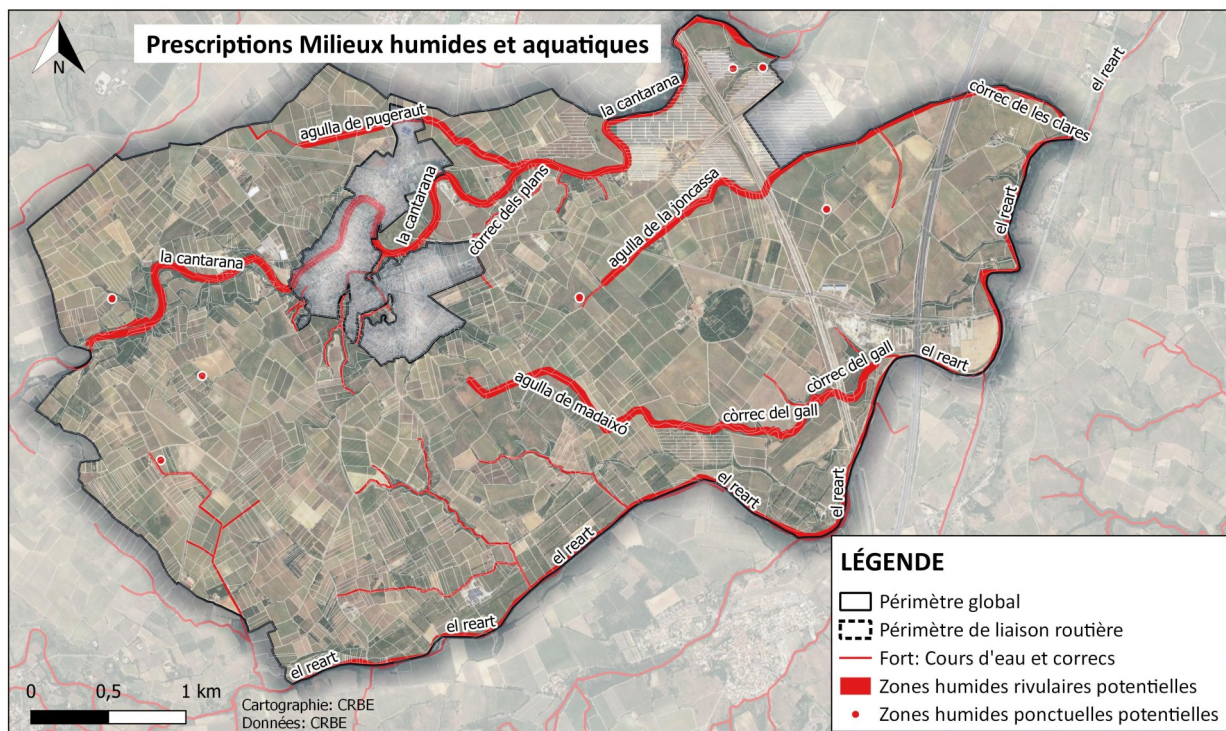 Prescriptions Milieux humides et aquatiques
N
la cantarana
el reart
agulla de pugeraut
còrrec de les clares
la cantarana
còrrec dels plans
agulla de la joncassa
el reart
la cantarana
el reart
còrrec del gall
agulla de madaixó
còrrec del gall
el reart
el reart
el reart
el reart
el reart
LÉGENDE
Périmètre global
Périmètre de liaison routière
Fort: Cours d'eau et correcs
Zones humides rivulaires potentielles
Zones humides ponctuelles potentielles
0 0,5 1 km
Cartographie: CRBE
Données: CRBE